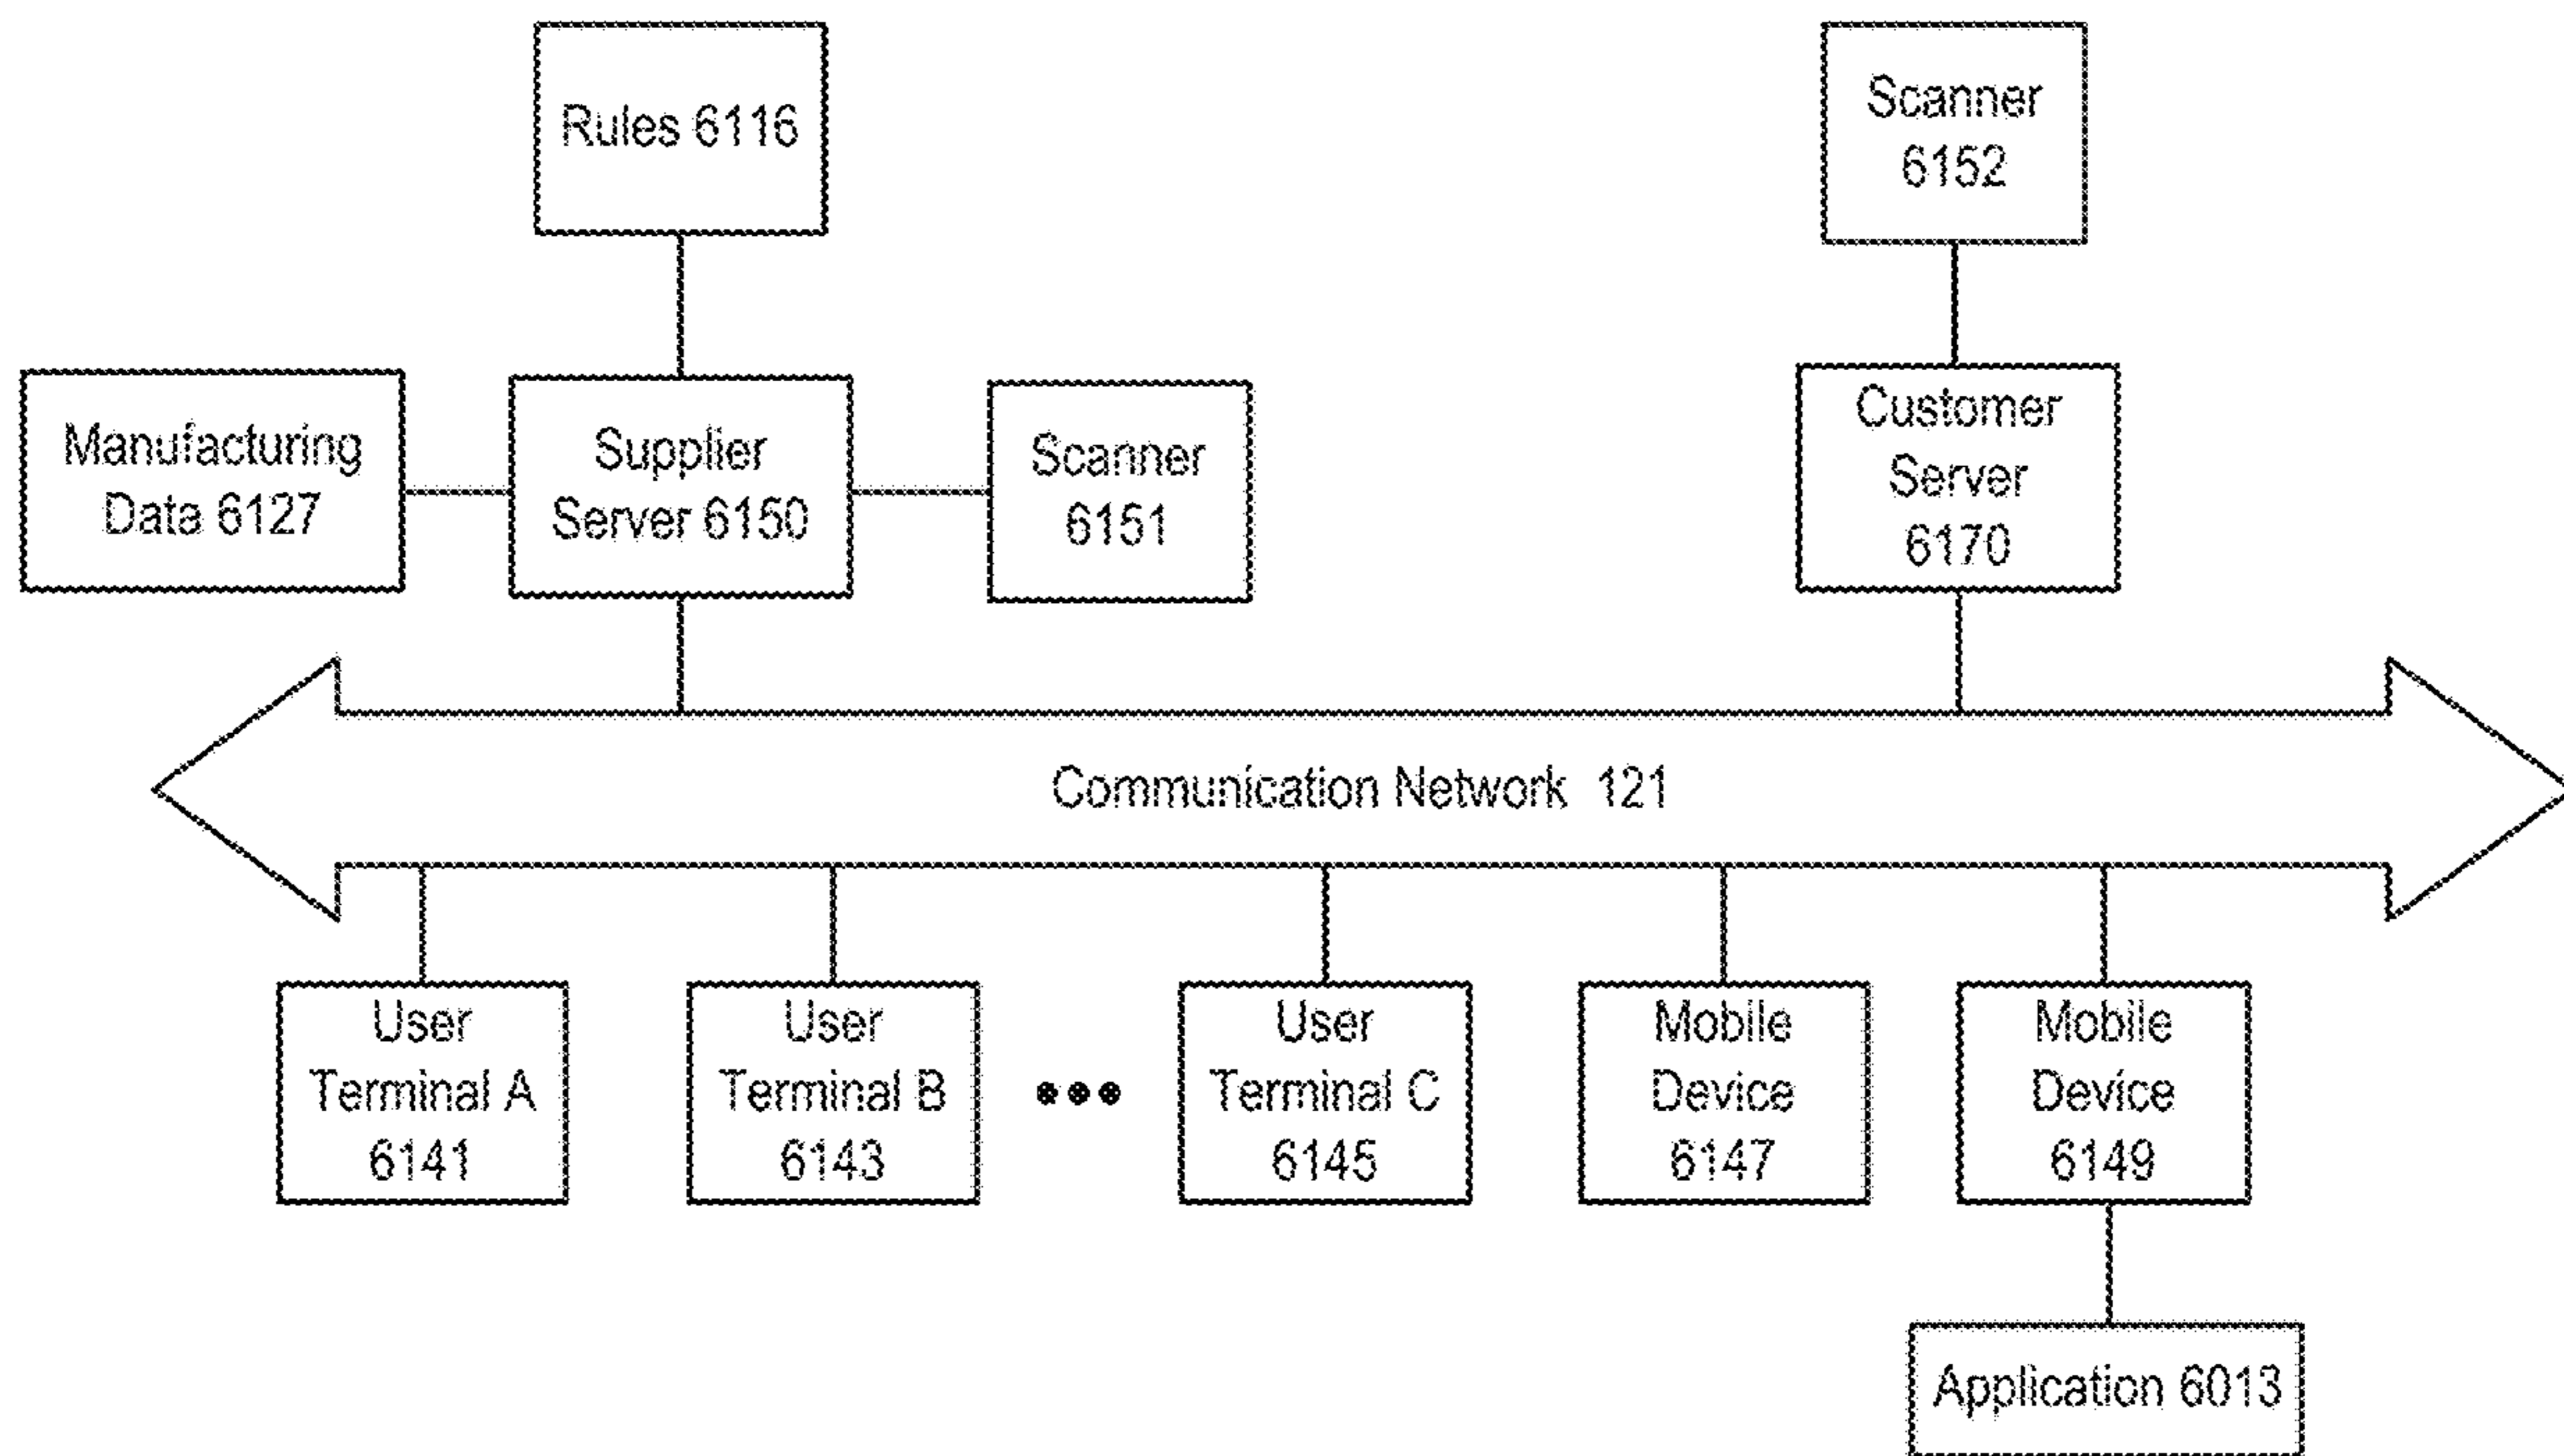 Rules 6116
Scanner
6152
Manufacturing
Data 6127
Supplier
Server 6150
Scanner
6151
Customer
Server
6170
Communication Network 121
User
Terminal A
6141
User
Terminal B
6143
User
Terminal C
6145
Mobile
Device
6147
Mobile
Device
6149
Application 6013